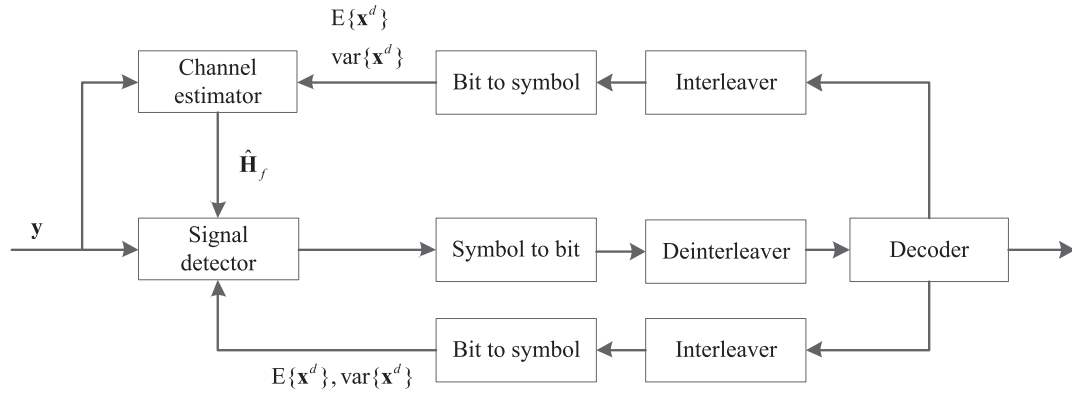 E{x^d}
var{x^d}
Channel
estimator
Bit to symbol
Interleaver
Ĥ_f
y
Signal
detector
Symbol to bit
Deinterleaver
Decoder
Bit to symbol
Interleaver
E{x^d}, var{x^d}